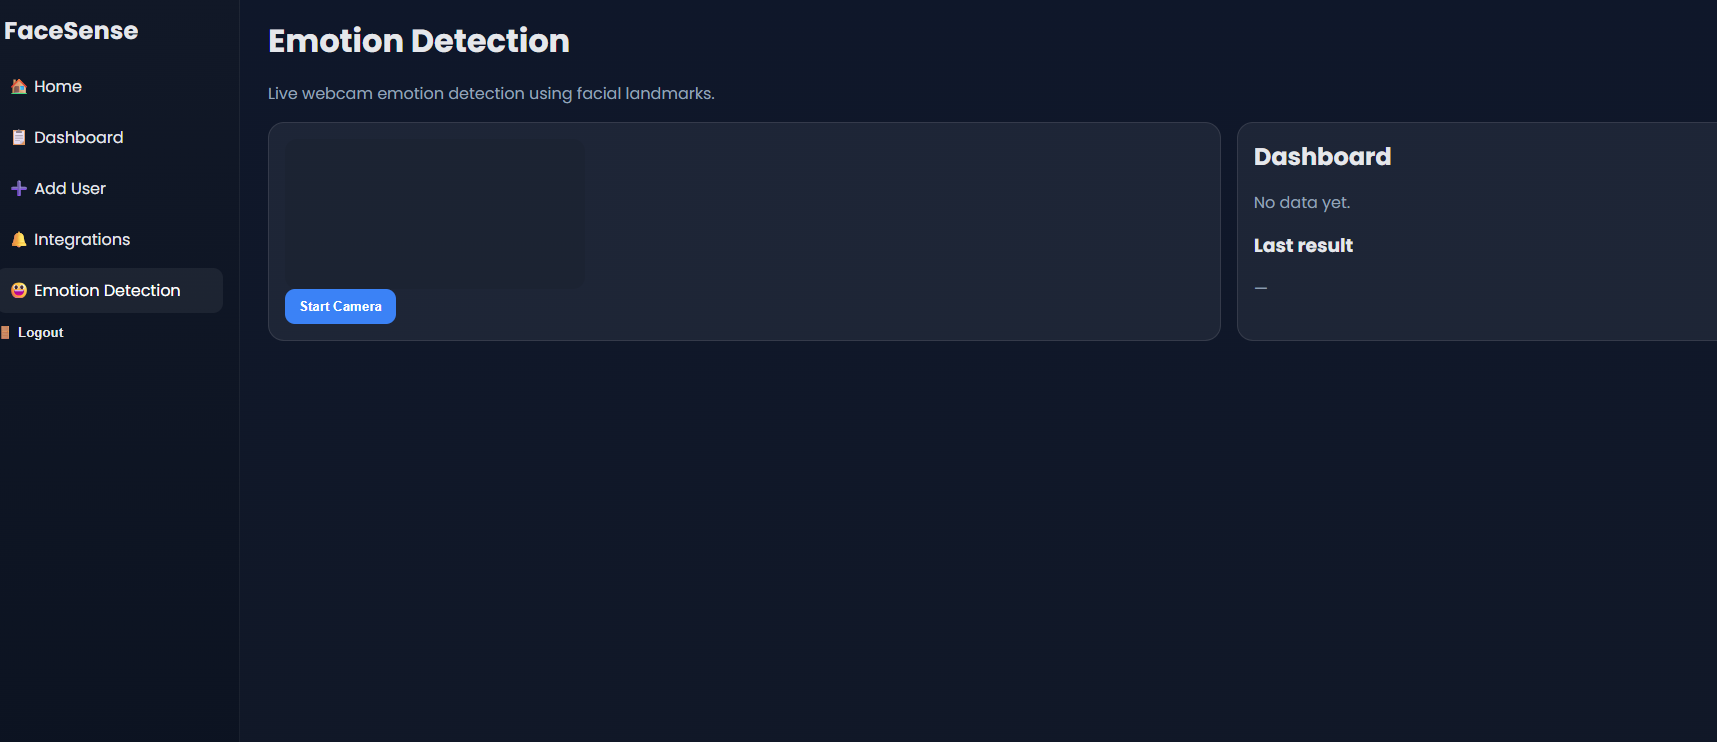 FaceSense
Home
Dashboard
Add User
Integrations
Emotion Detection
Logout
Emotion Detection
Live webcam emotion detection using facial landmarks.
Start Camera
Dashboard
No data yet.
Last result
—